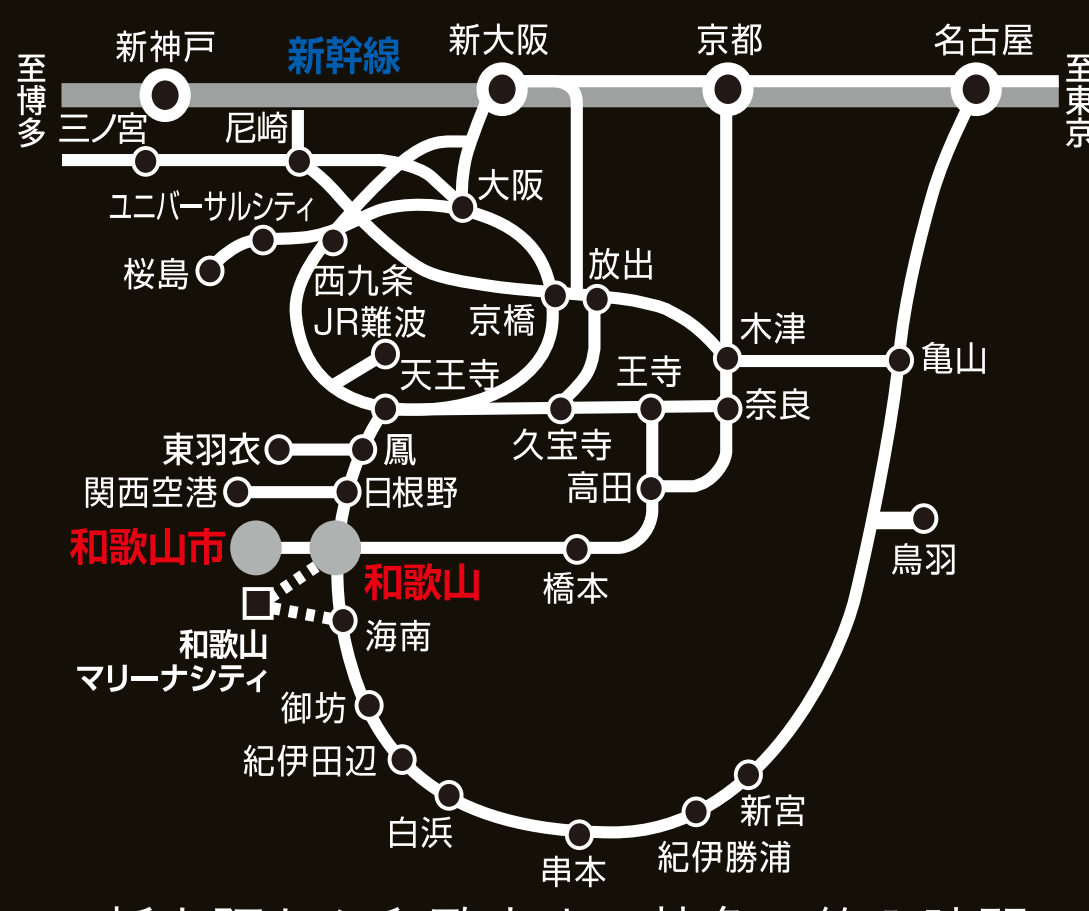 新神戸
新幹線
新大阪
京都
名古屋
至博多
至東京
三ノ宮
尼崎
大阪
ユニバーサルシティ
桜島
西九条
放出
JR難波
京橋
木津
亀山
天王寺
王寺
奈良
東羽衣
鳳
久宝寺
関西空港
日根野
高田
和歌山市
和歌山
橋本
鳥羽
和歌山
マリーナシティ
海南
御坊
紀伊田辺
白浜
新宮
紀伊勝浦
串本